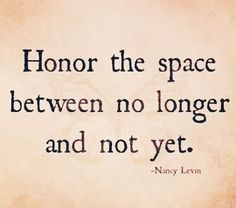 Honor the space
between no longer
and not yet.
-Nancy Levin